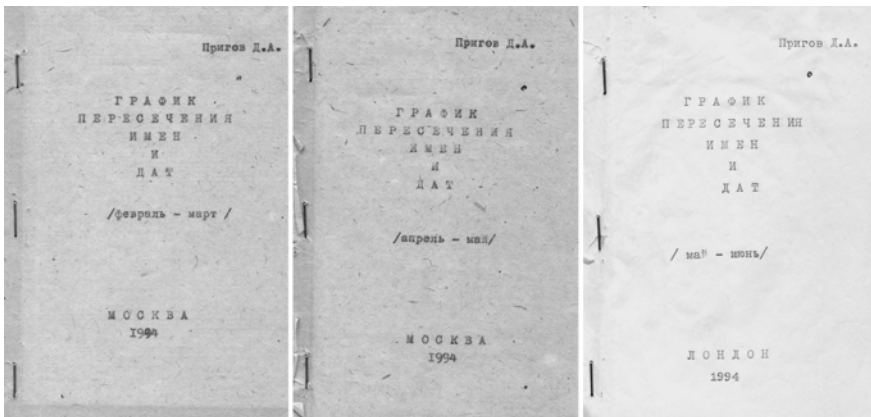 Пригов Д.А.
ГРАФИК
ПЕРЕСЕЧЕНИЯ
ИМЕН
И
ДАТ
/февраль - март /
МОСКВА
1994
Пригов Д.А.
ГРАФИК
ПЕРЕСЕЧЕНИЯ
ИМЕН
И
ДАТ
/апрель - май/
МОСКВА
1994
Пригов Д.А.
ГРАФИК
ПЕРЕСЕЧЕНИЯ
ИМЕН
И
ДАТ
/ май - июнь/
ЛОНДОН
1994